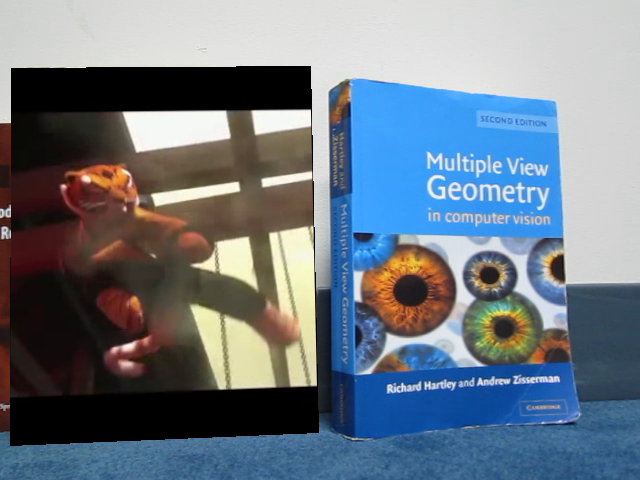 SECOND EDITION
Multiple View
Geometry
in computer vision
Richard Hartley and Andrew Zisserman
CAMBRIDGE
Hartley and
Zisserman
Multiple View Geometry